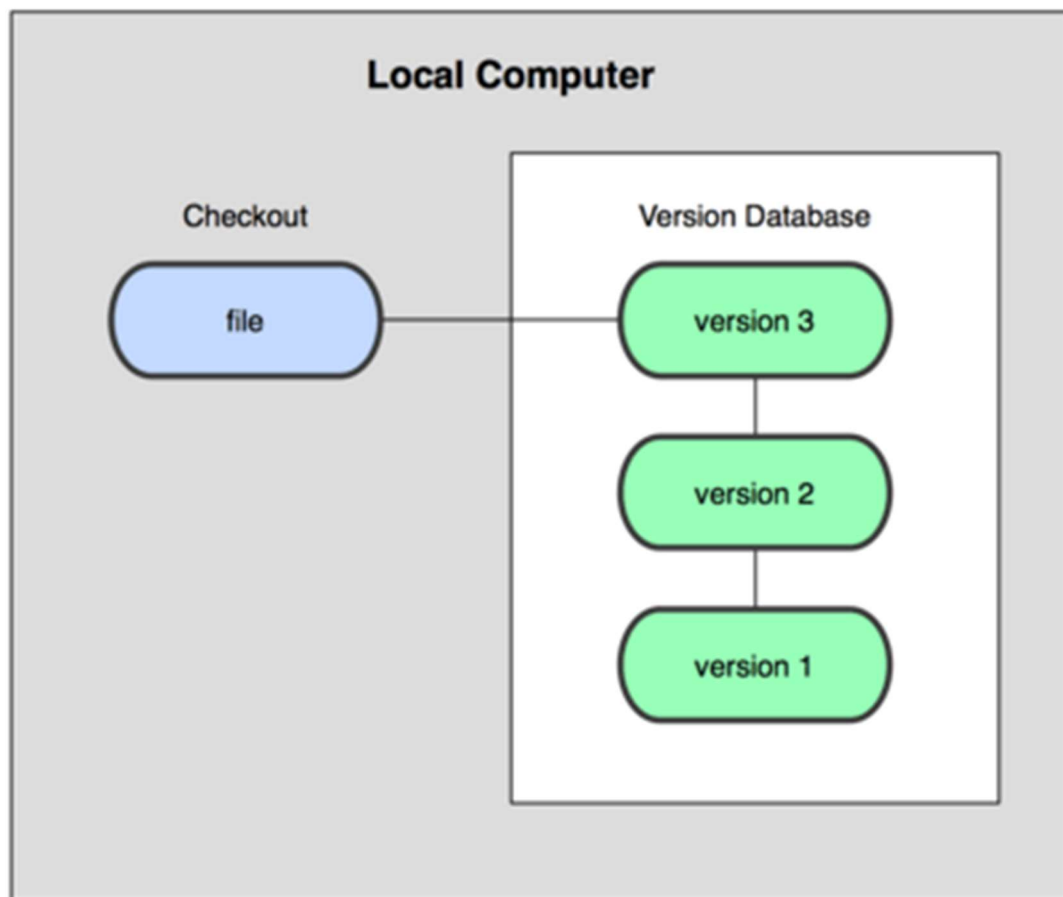 Local Computer
Checkout
Version Database
file
version 3
version 2
version 1